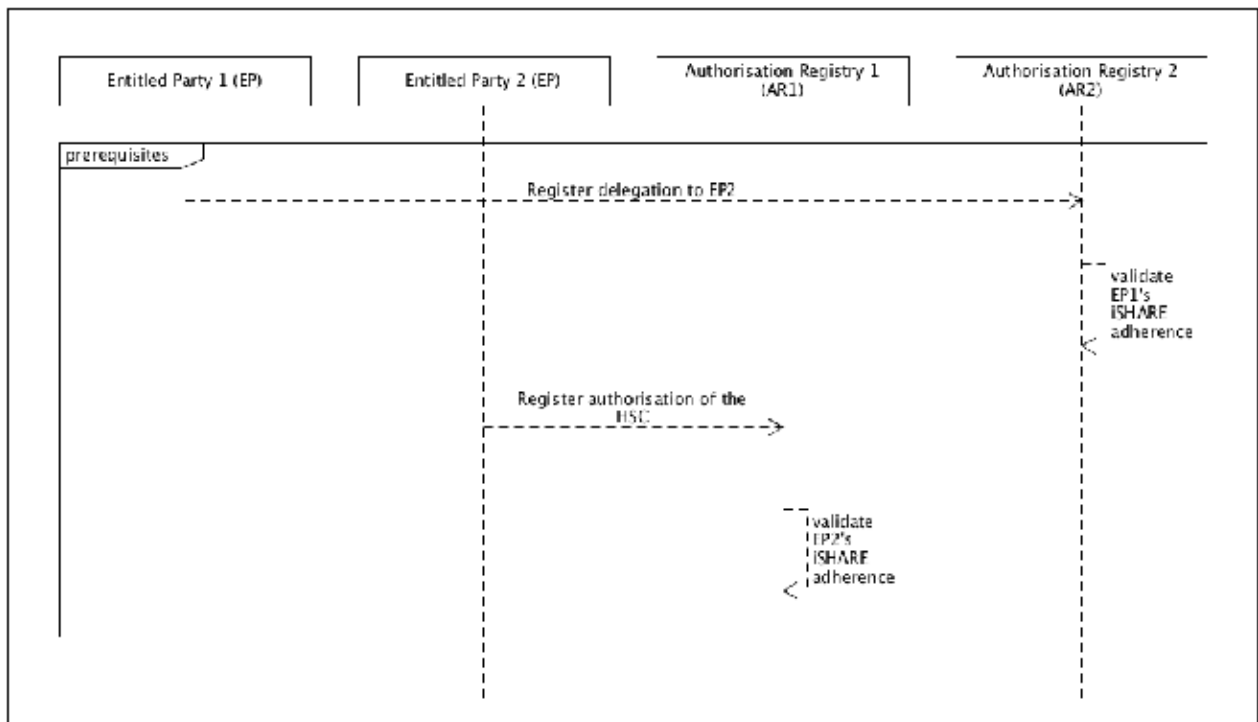 Entitled Party 1 (EP)
Entitled Party 2 (EP)
Authorisation Registry 1
(AR1)
Authorisation Registry 2
(AR2)
prerequisites
Register delegation to EP2
validate
EP1's
iSHARE
adherence
Register authorisation of the
HSC
validate
EP2's
iSHARE
adherence